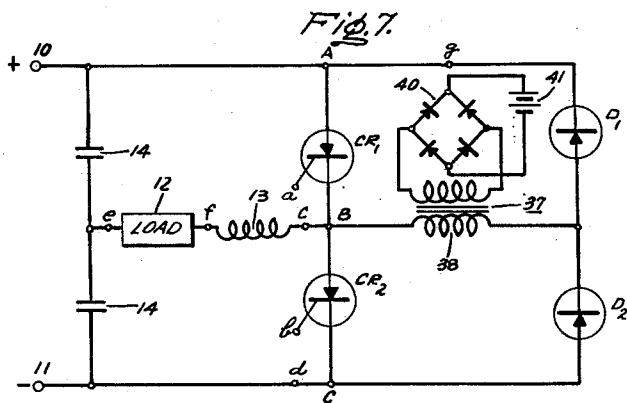 Fig. 7.
+ 10
A
g
40
41
D1
CR1
14
a
12
e LOAD f 13 C B
37
38
14
CR2
b
D2
- 11
d
C